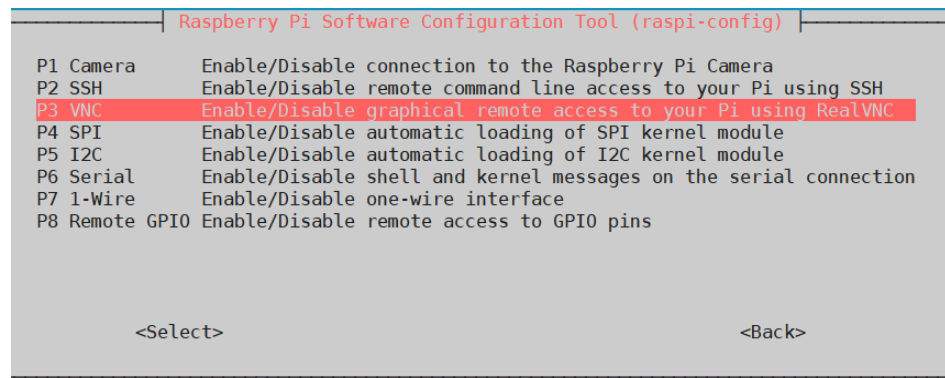 Raspberry Pi Software Configuration Tool (raspi-config)
P1 Camera Enable/Disable connection to the Raspberry Pi Camera
P2 SSH Enable/Disable remote command line access to your Pi using SSH
P3 VNC Enable/Disable graphical remote access to your Pi using RealVNC
P4 SPI Enable/Disable automatic loading of SPI kernel module
P5 I2C Enable/Disable automatic loading of I2C kernel module
P6 Serial Enable/Disable shell and kernel messages on the serial connection
P7 1-Wire Enable/Disable one-wire interface
P8 Remote GPIO Enable/Disable remote access to GPIO pins
<Select> <Back>